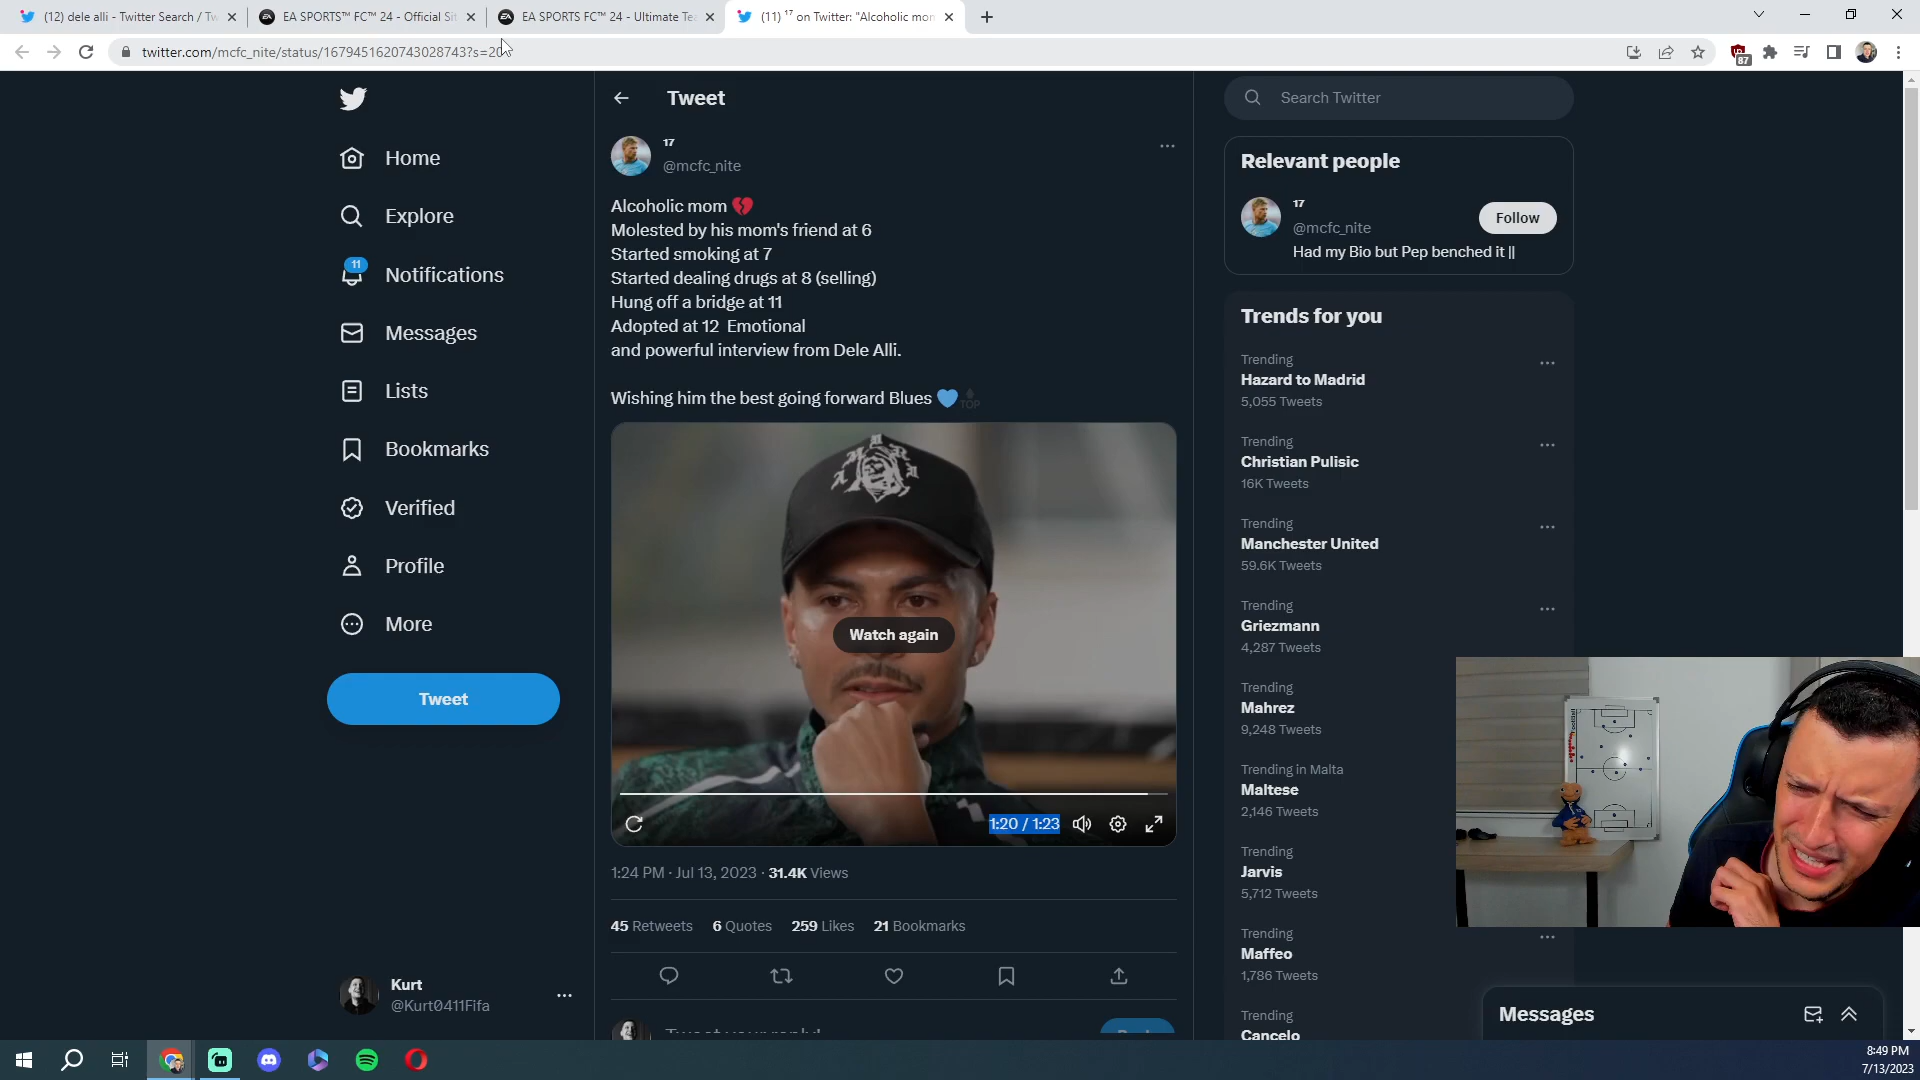 (12) dele alli - Twitter Search / Tw
EA SPORTS™ FC™ 24 - Official Sit
EA SPORTS FC™ 24 - Ultimate Tea
(11) ¹⁷ on Twitter: "Alcoholic mom
twitter.com/mcfc_nite/status/1679451620743028743?s=20
87
Home
Explore
11
Notifications
Messages
Lists
Bookmarks
Verified
Profile
More
Tweet
Kurt
@Kurt0411Fifa
Tweet
17
@mcfc_nite
Alcoholic mom 💔
Molested by his mom's friend at 6
Started smoking at 7
Started dealing drugs at 8 (selling)
Hung off a bridge at 11
Adopted at 12 Emotional
and powerful interview from Dele Alli.
Wishing him the best going forward Blues 💙🔝
Watch again
1:20 / 1:23
1:24 PM · Jul 13, 2023 · 31.4K Views
45 Retweets 6 Quotes 259 Likes 21 Bookmarks
Tweet your reply!
Search Twitter
Relevant people
17
@mcfc_nite
Follow
Had my Bio but Pep benched it ||
Trends for you
Trending
Hazard to Madrid
5,055 Tweets
Trending
Christian Pulisic
16K Tweets
Trending
Manchester United
59.6K Tweets
Trending
Griezmann
4,287 Tweets
Trending
Mahrez
9,248 Tweets
Trending in Malta
Maltese
2,146 Tweets
Trending
Jarvis
5,712 Tweets
Trending
Maffeo
1,786 Tweets
Trending
Cancelo
Messages
8:49 PM
7/13/2023